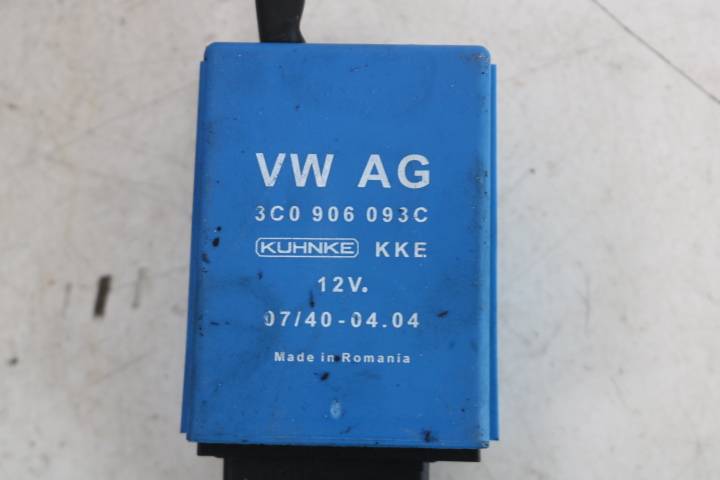 VW AG
3C0 906 093C
KUHNKE KKE
12V.
07/40-04.04
Made in Romania